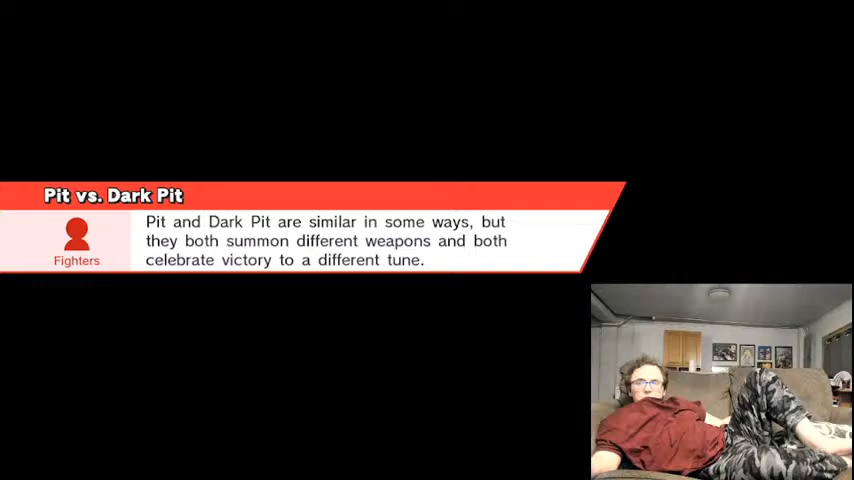 Pit vs. Dark Pit
Pit and Dark Pit are similar in some ways, but
they both summon different weapons and both
celebrate victory to a different tune.
Fighters